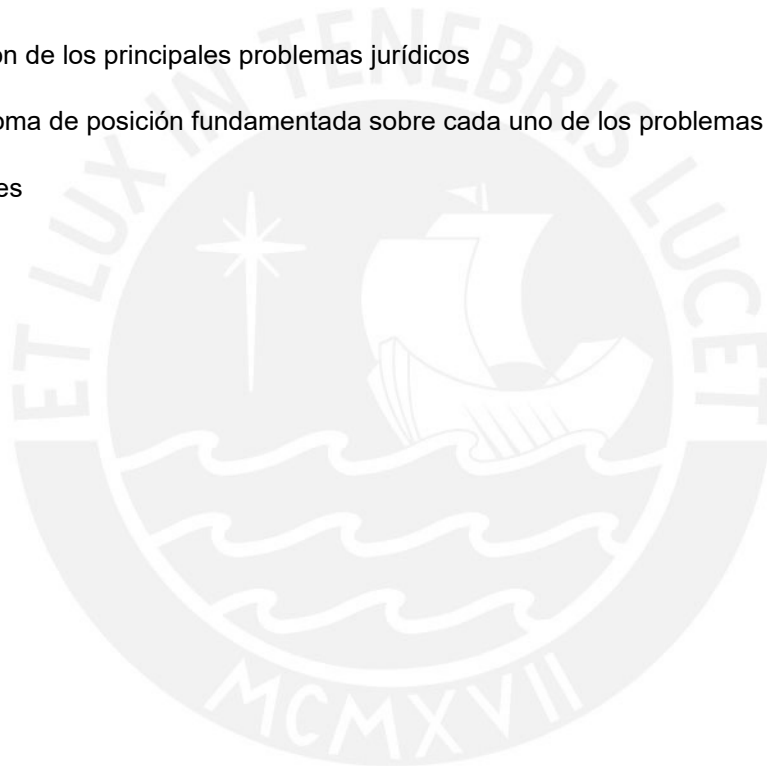 ón de los principales problemas jurídicos
oma de posición fundamentada sobre cada uno de los problemas
es
ET LUX IN TENEBRIS LUCET
MCMXVII